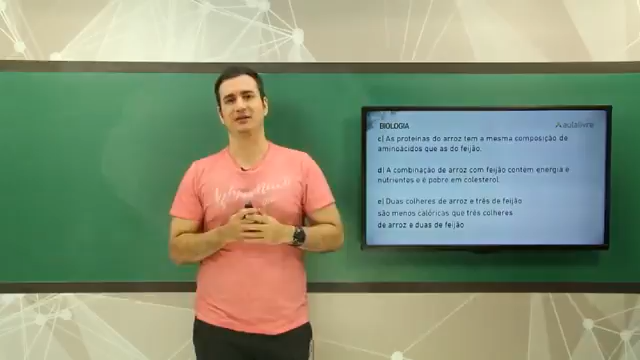 BIOLOGIA
aulalivre
c) As proteínas do arroz tem a mesma composição de
aminoácidos que as do feijão.
d) A combinação de arroz com feijão contém energia e
nutrientes e é pobre em colesterol.
e) Duas colheres de arroz e três de feijão
são menos calóricas que três colheres
de arroz e duas de feijão